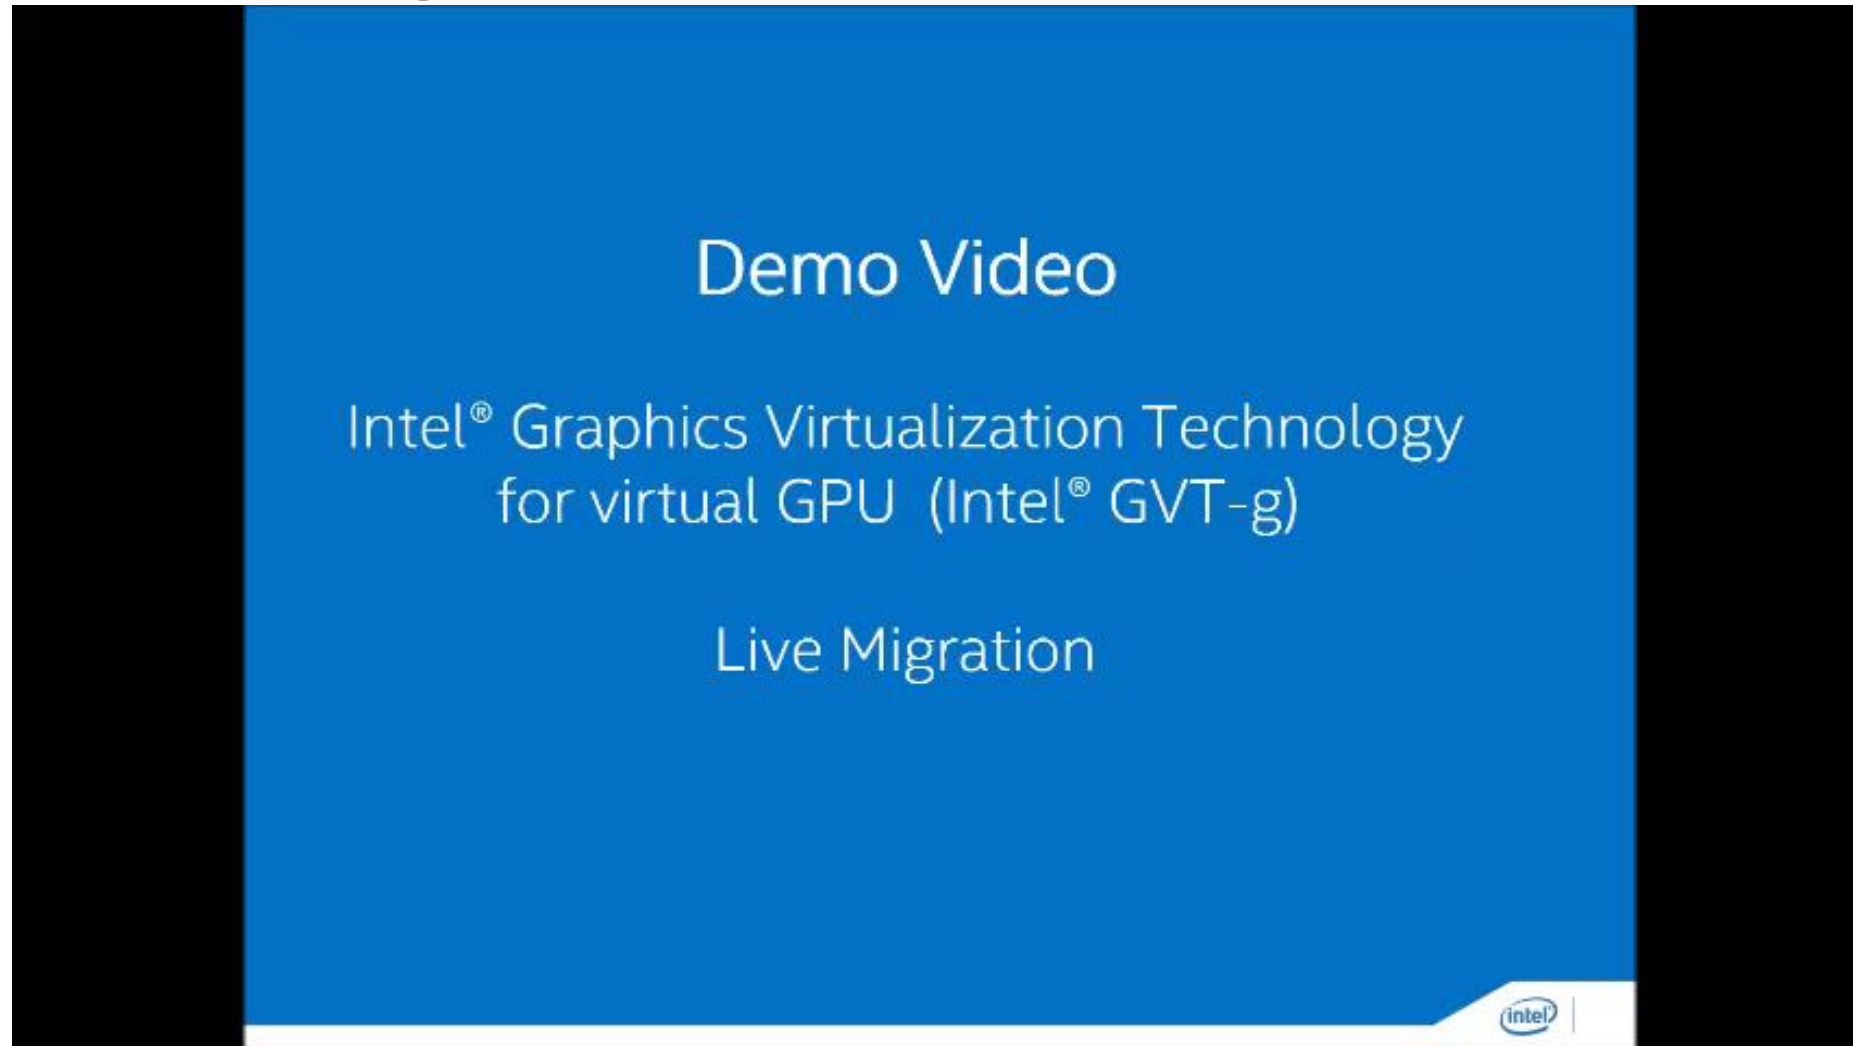 Demo Video
Intel® Graphics Virtualization Technology
for virtual GPU (Intel® GVT-g)
Live Migration
intel